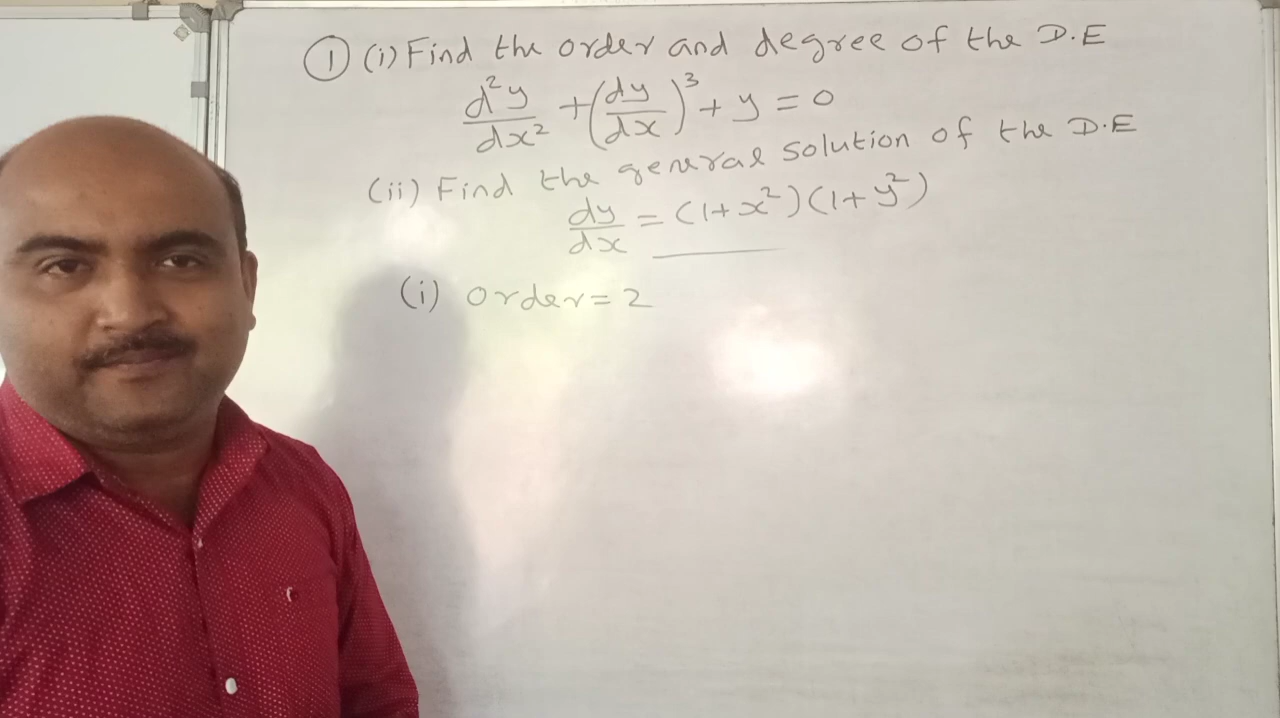 ① (i) Find the order and degree of the D.E
d²y/dx² + (dy/dx)³ + y = 0
(ii) Find the general solution of the D.E
dy/dx = (1+x²)(1+y²)
(i) order = 2